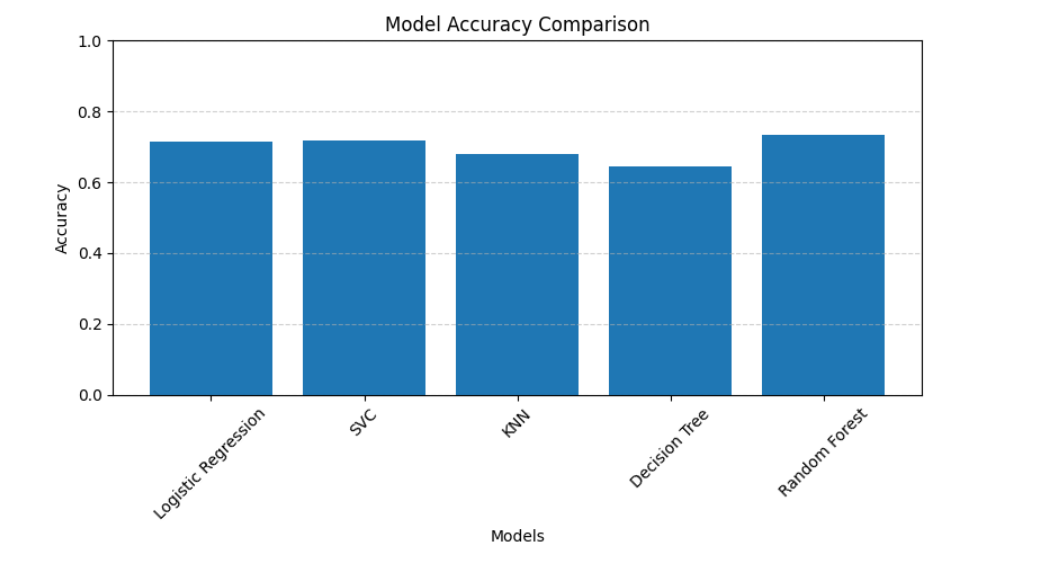 Model Accuracy Comparison
1.0
0.8
0.6
0.4
0.2
0.0
Accuracy
Logistic Regression
SVC
KNN
Decision Tree
Random Forest
Models